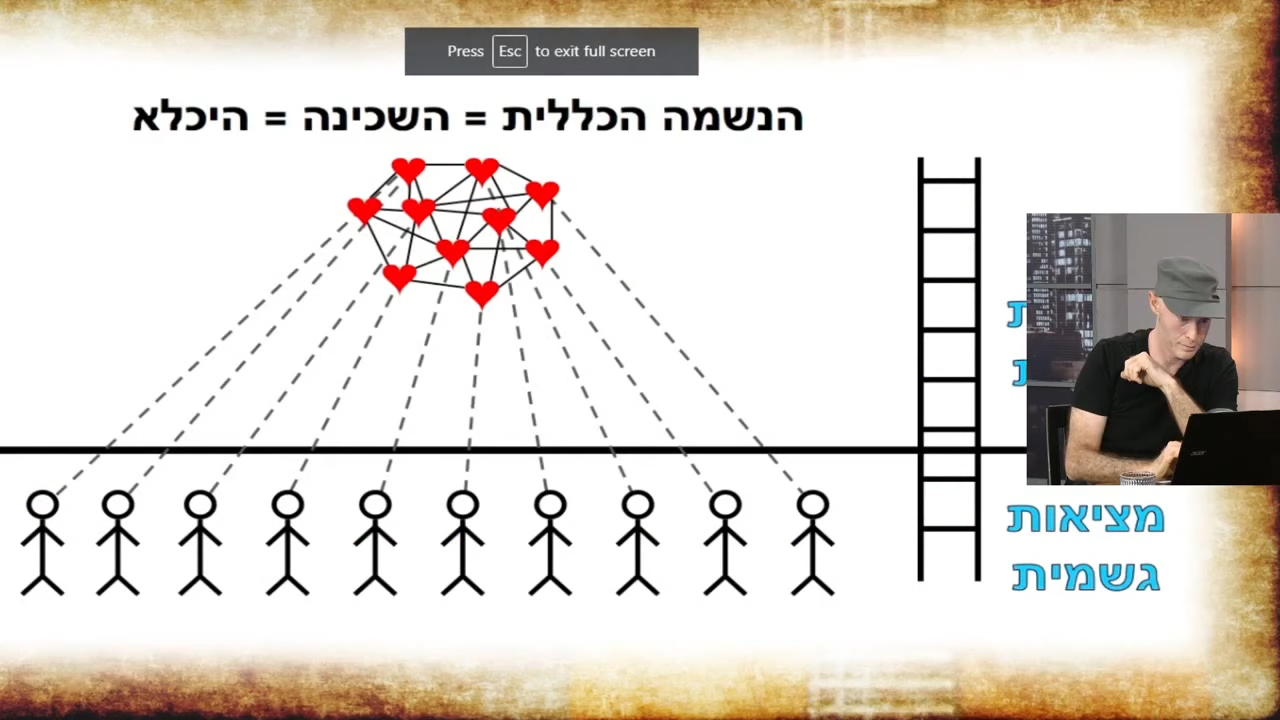 Press Esc to exit full screen
הנשמה הכללית = השכינה = היכלא
מציאות
גשמית